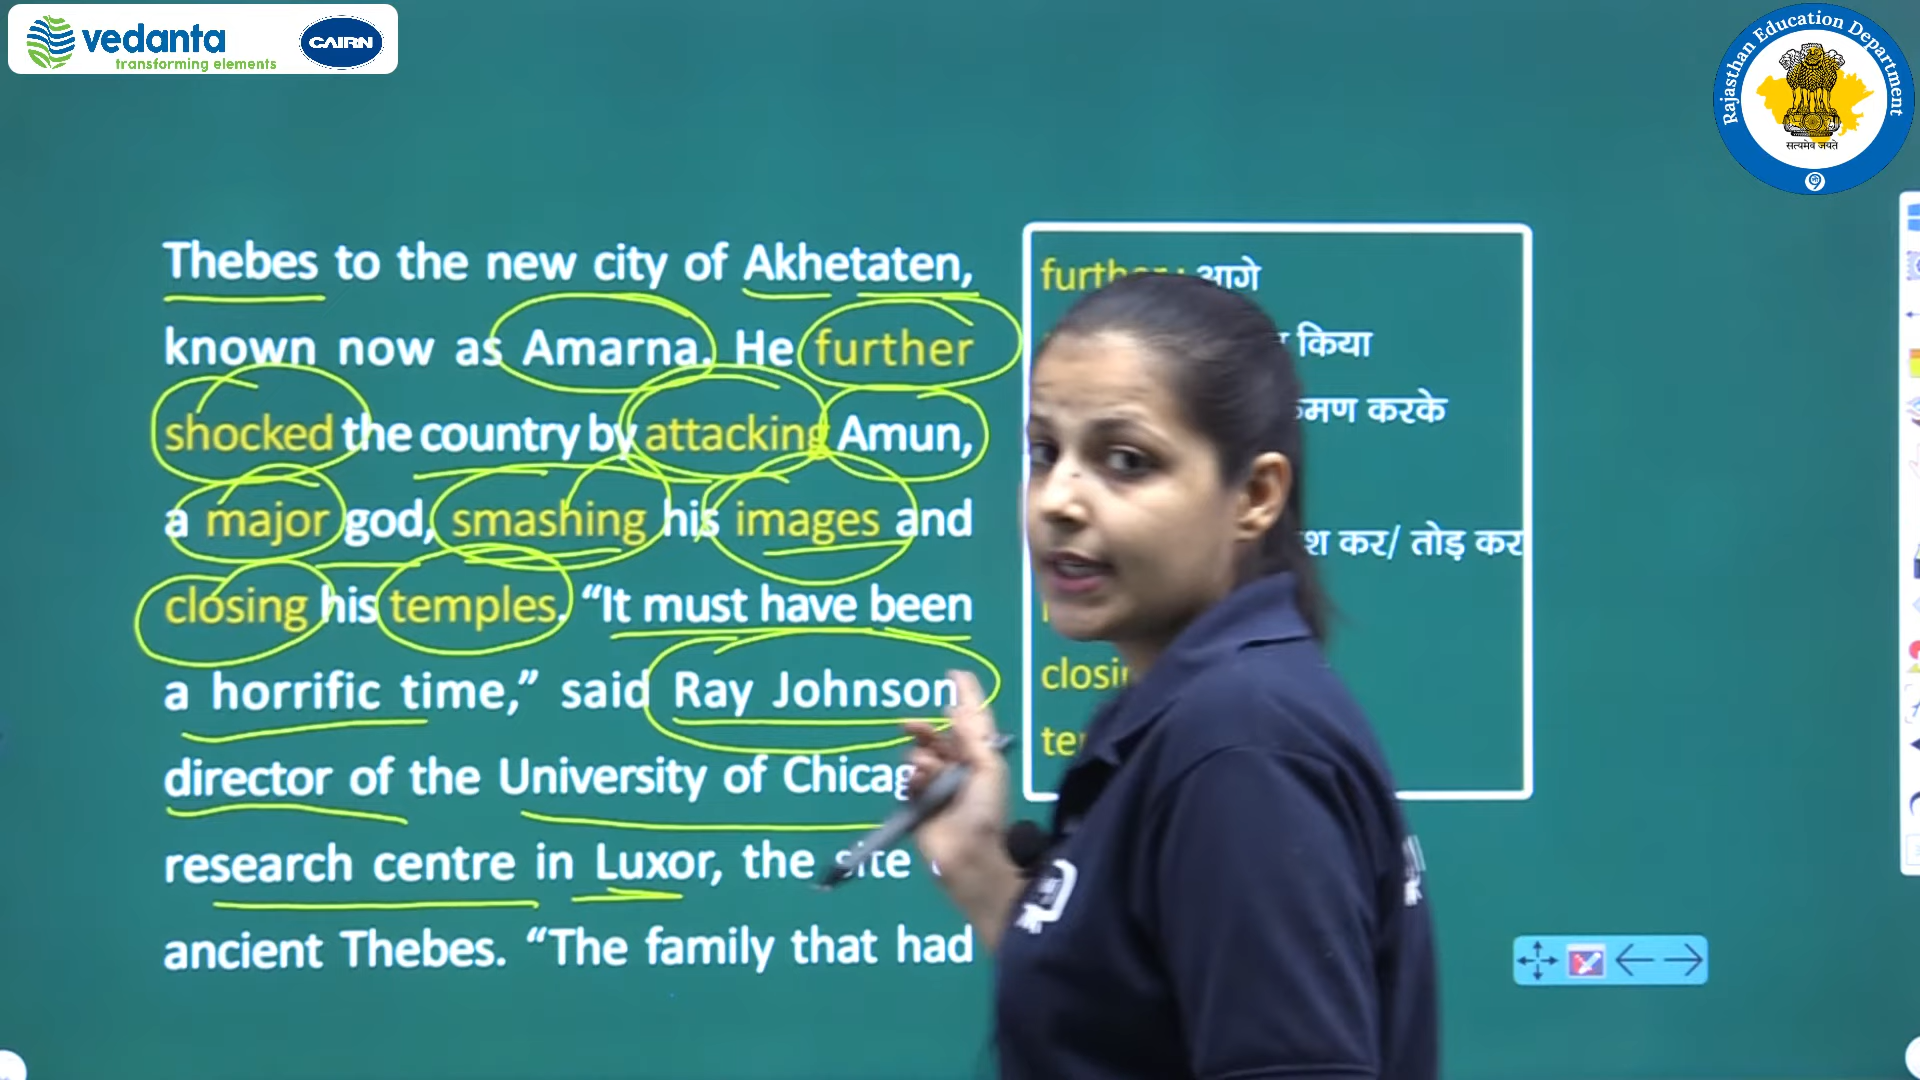 vedanta
transforming elements
CAIRN
Rajasthan Education Department
सत्यमेव जयते
Thebes to the new city of Akhetaten,
known now as Amarna. He further
shocked the country by attacking Amun,
a major god, smashing his images and
closing his temples. “It must have been
a horrific time,” said Ray Johnson,
director of the University of Chicag
research centre in Luxor, the site
ancient Thebes. “The family that had
further : आगे
किया
करके
कर/ तोड़ कर